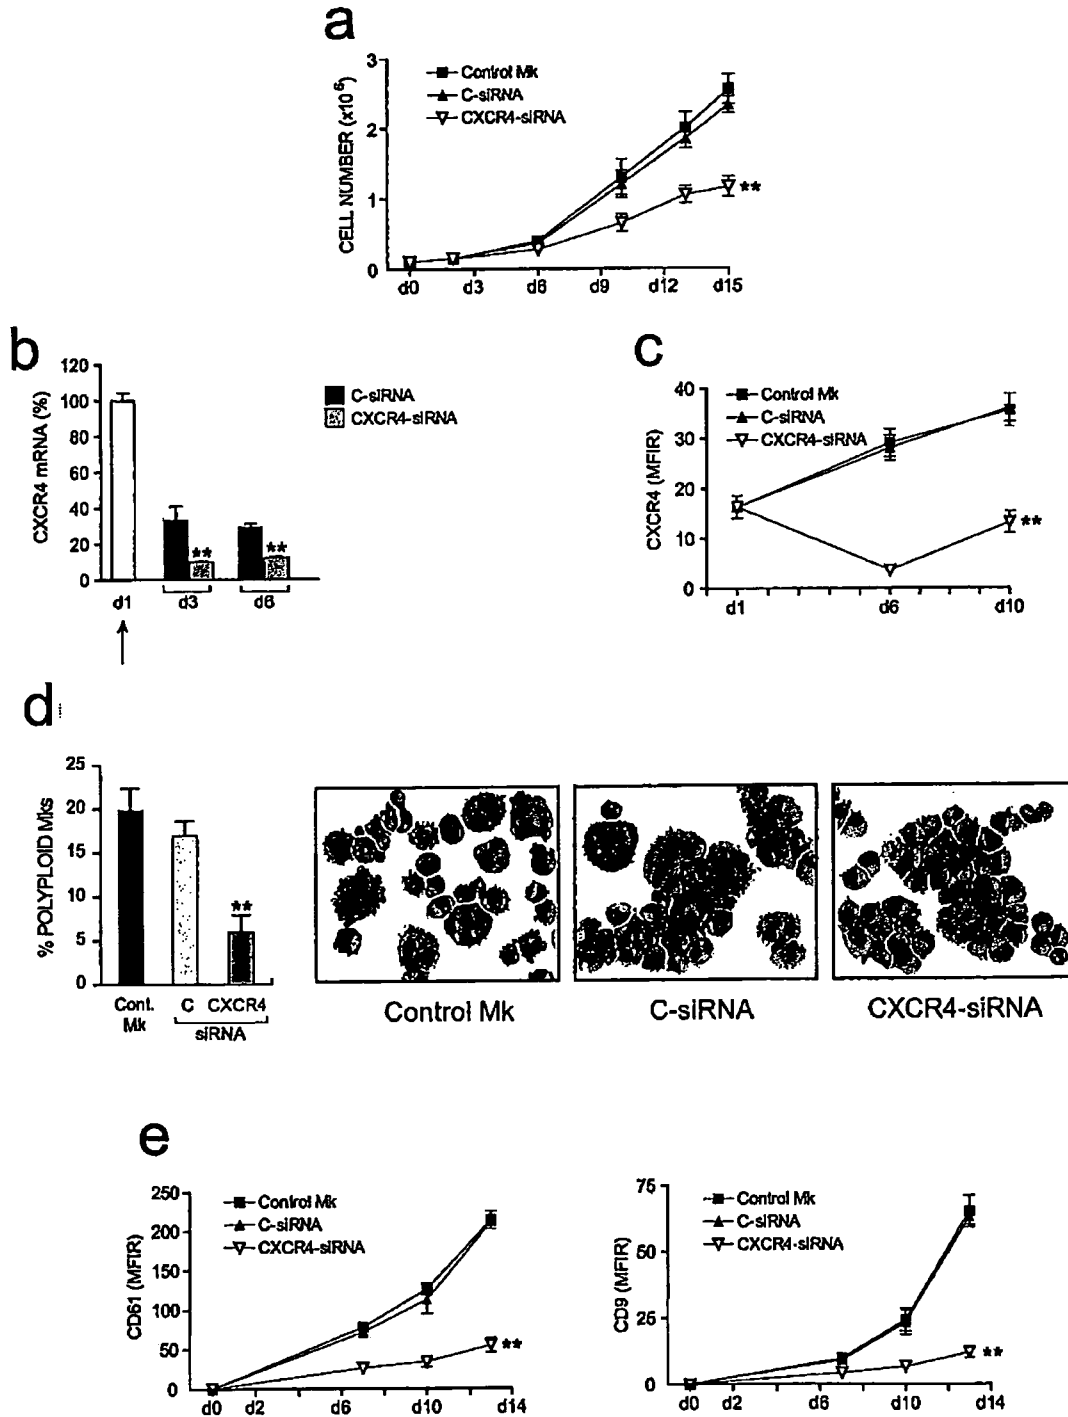 a
3
2
1
0
CELL NUMBER (x10⁶)
Control Mk
C-siRNA
CXCR4-siRNA
**
d0 d3 d6 d9 d12 d15
b
120
100
80
60
40
20
0
CXCR4 mRNA (%)
C-siRNA
CXCR4-siRNA
** **
d1 d3 d6
c
40
30
20
10
0
CXCR4 (MFIR)
Control Mk
C-siRNA
CXCR4-siRNA
**
d1 d6 d10
d
25
20
15
10
5
0
% POLYPLOID Mks
**
Cont. C CXCR4
Mk
siRNA
Control Mk
C-siRNA
CXCR4-siRNA
e
250
200
150
100
50
0
CD61 (MFIR)
Control Mk
C-siRNA
CXCR4-siRNA
**
d0 d2 d6 d10 d14
75
50
25
0
CD9 (MFIR)
Control Mk
C-siRNA
CXCR4-siRNA
**
d0 d2 d6 d10 d14